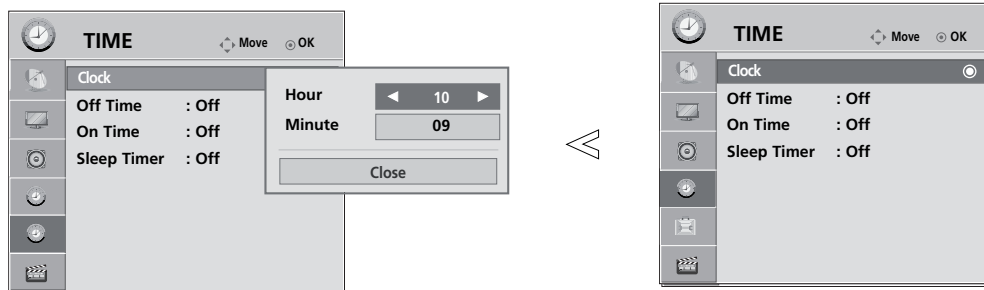 TIME
Move
OK
Clock
Off Time : Off
On Time : Off
Sleep Timer : Off
Hour ◄ 10 ►
Minute 09
Close
TIME
Move
OK
Clock
Off Time : Off
On Time : Off
Sleep Timer : Off